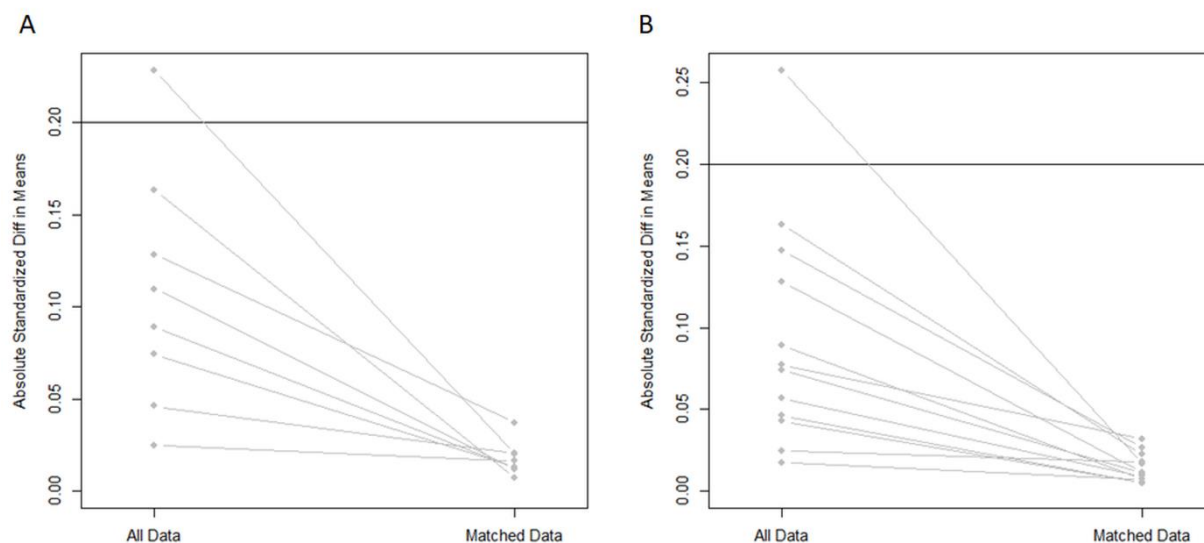 A
Absolute Standardized Diff in Means
0.20
0.15
0.10
0.05
0.00
All Data
Matched Data
B
Absolute Standardized Diff in Means
0.25
0.20
0.15
0.10
0.05
0.00
All Data
Matched Data